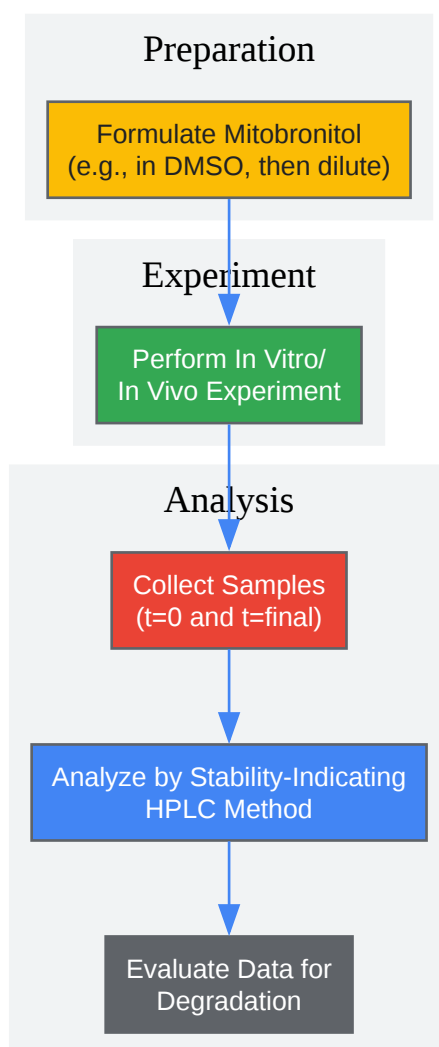 Preparation
Formulate Mitobronitol
(e.g., in DMSO, then dilute)
Experiment
Perform In Vitro/
In Vivo Experiment
Analysis
Collect Samples
(t=0 and t=final)
Analyze by Stability-Indicating
HPLC Method
Evaluate Data for
Degradation